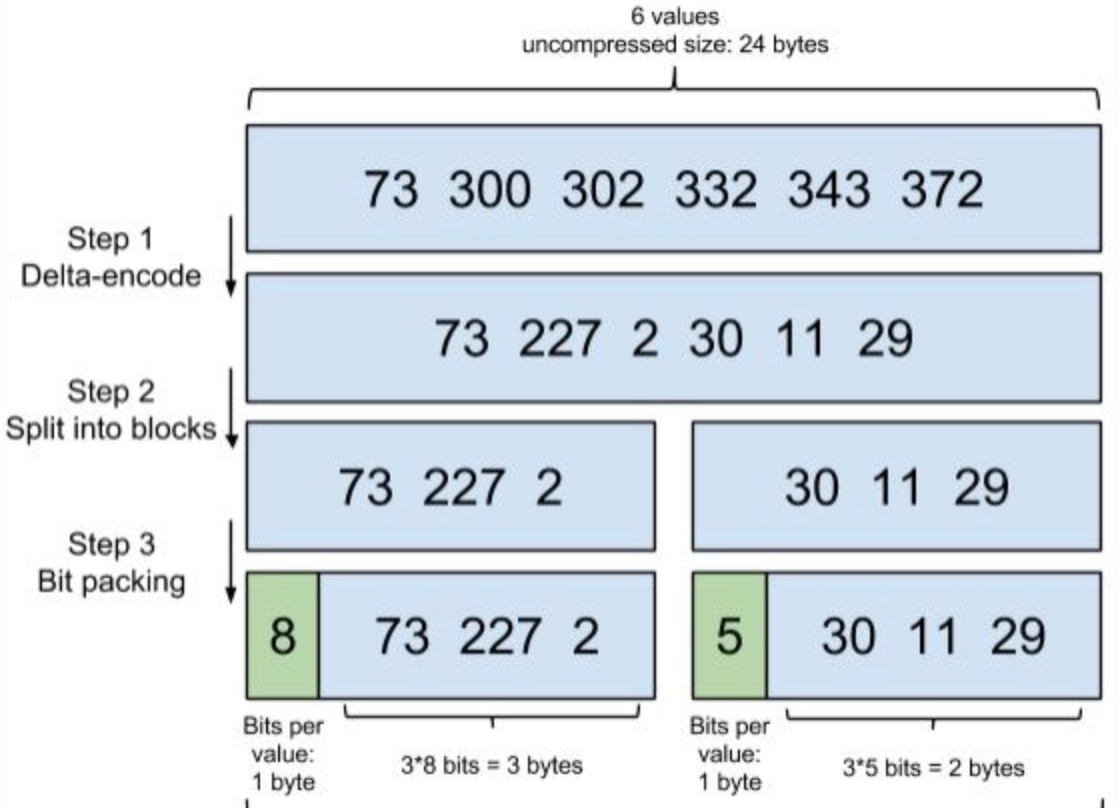 6 values
uncompressed size: 24 bytes
73 300 302 332 343 372
Step 1
Delta-encode
73 227 2 30 11 29
Step 2
Split into blocks
73 227 2
30 11 29
Step 3
Bit packing
8
73 227 2
5
30 11 29
Bits per
value:
1 byte
3*8 bits = 3 bytes
Bits per
value:
1 byte
3*5 bits = 2 bytes